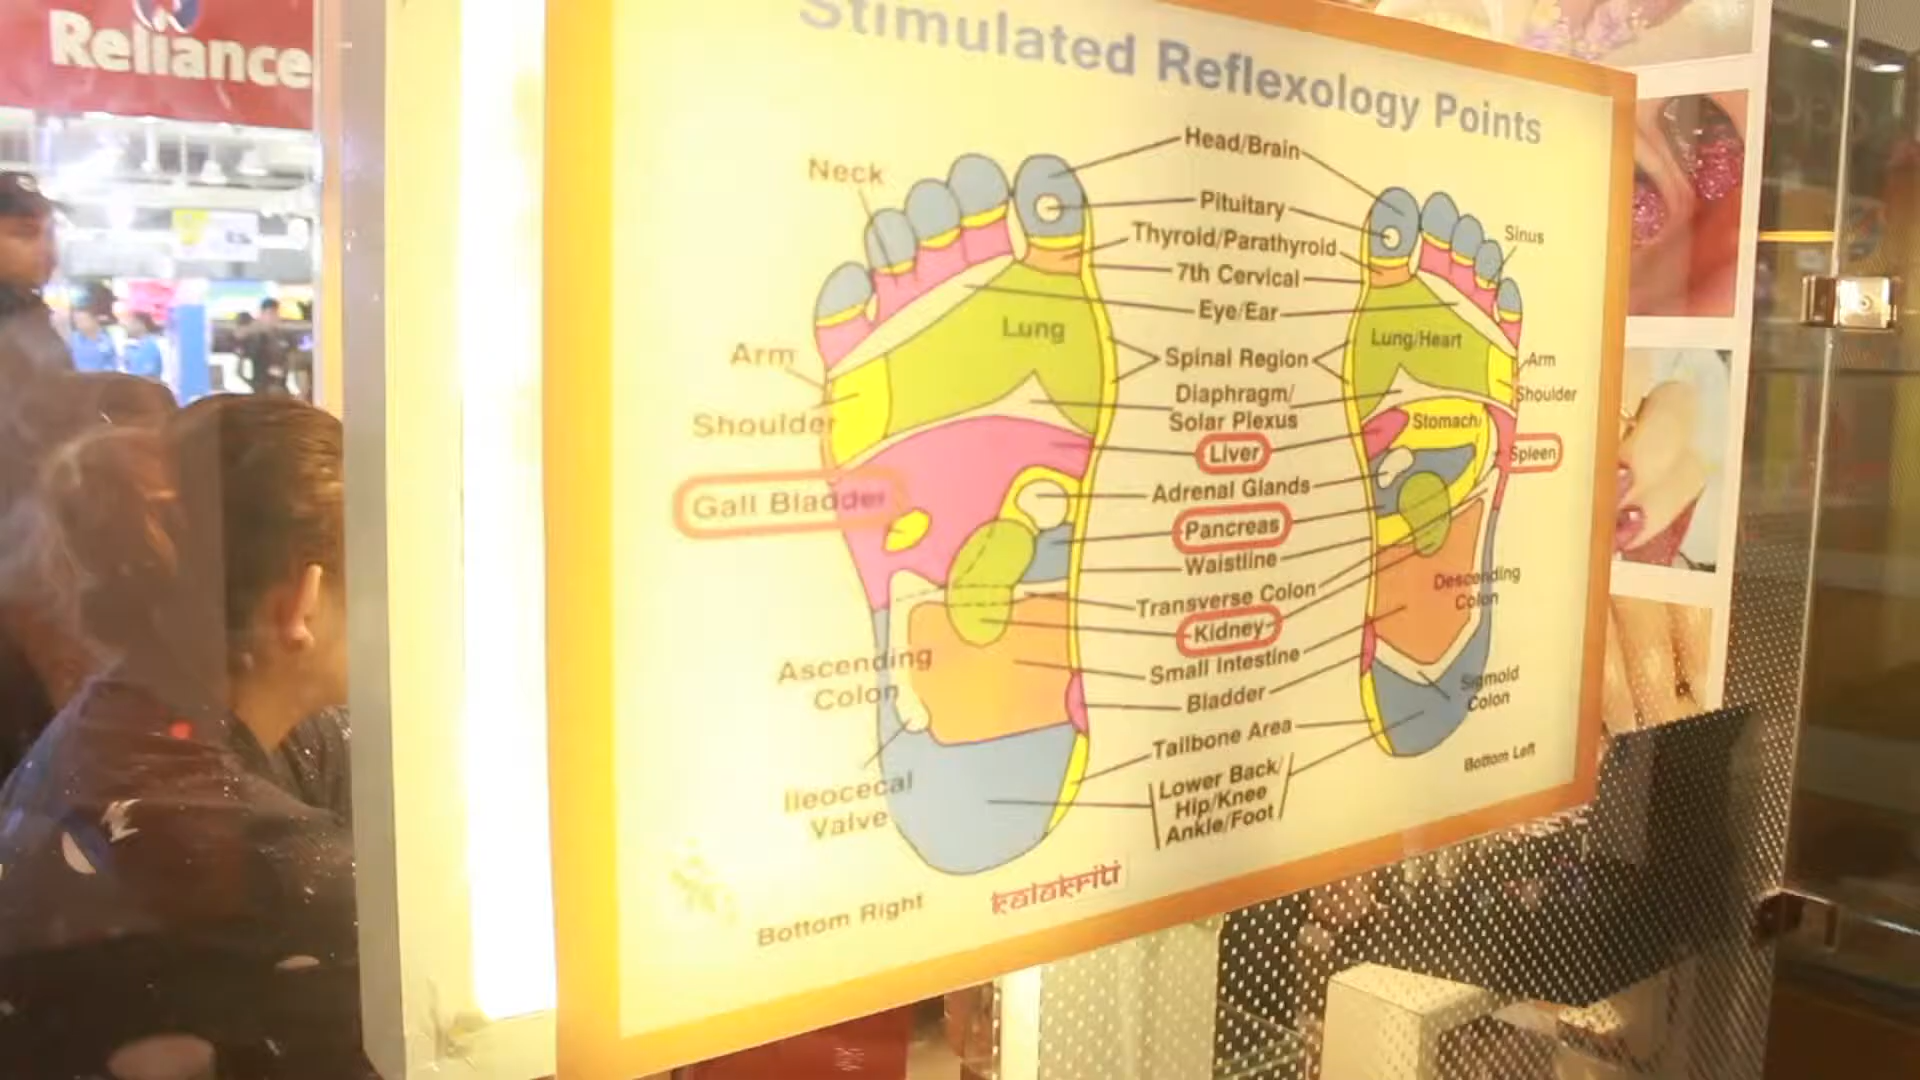 Reliance
Stimulated Reflexology Points
Head/Brain
Neck
Pituitary
Sinus
Thyroid/Parathyroid
7th Cervical
Eye/Ear
Lung
Lung/Heart
Arm
Spinal Region
Arm
Diaphragm/
Solar Plexus
Shoulder
Shoulder
Stomach
Liver
Spleen
Gall Bladder
Adrenal Glands
Pancreas
Waistline
Transverse Colon
Descending
Colon
Kidney
Ascending
Colon
Small Intestine
Bladder
Sigmoid
Colon
Tailbone Area
Ileocecal
Valve
Lower Back/
Hip/Knee
Ankle/Foot
Bottom Left
Bottom Right
kalakriti